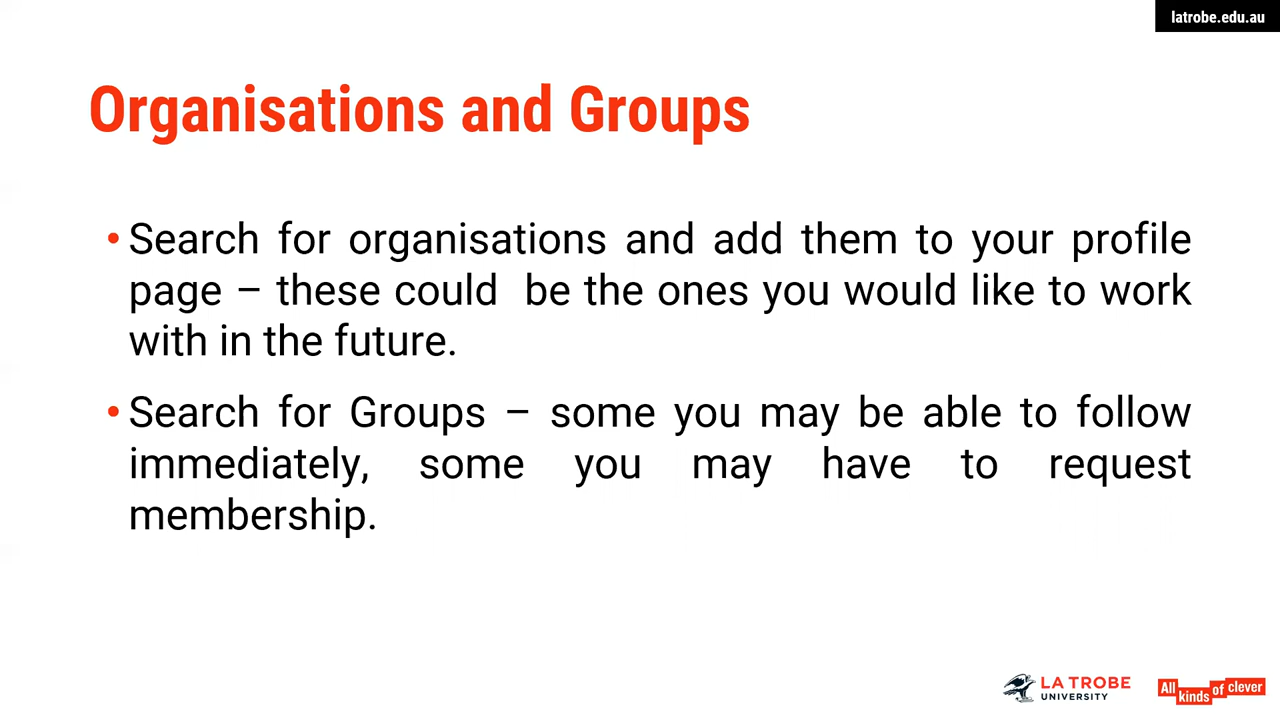 latrobe.edu.au
Organisations and Groups
• Search for organisations and add them to your profile
page – these could  be the ones you would like to work
with in the future.
• Search for Groups – some you may be able to follow
immediately, some you may have to request
membership.
LA TROBE
UNIVERSITY
All kinds of clever